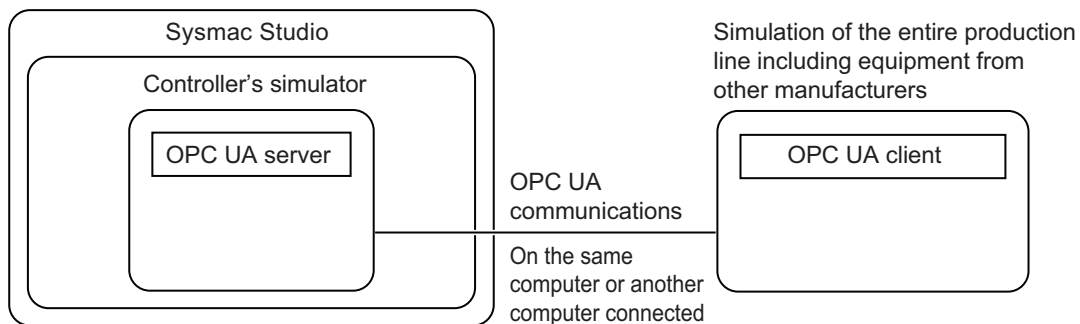 Sysmac Studio
Controller's simulator
OPC UA server
OPC UA
communications
On the same
computer or another
computer connected
Simulation of the entire production
line including equipment from
other manufacturers
OPC UA client